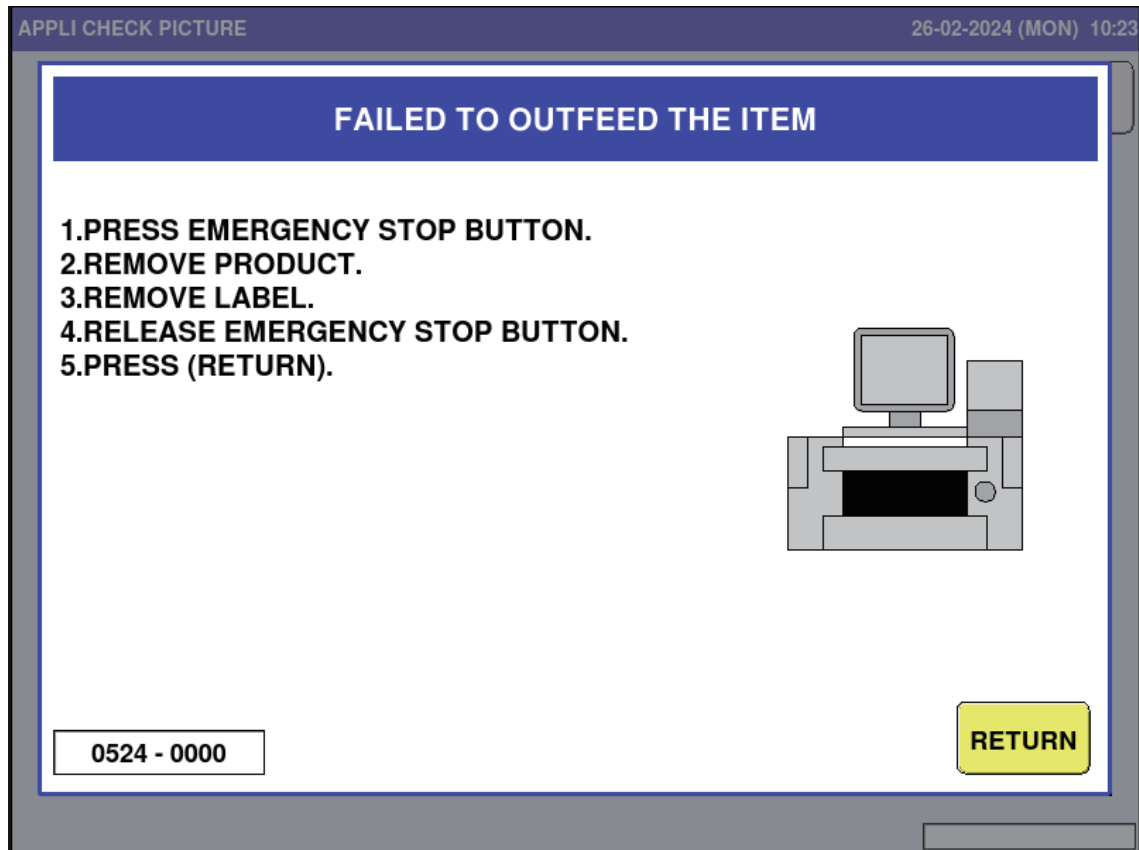 APPLI CHECK PICTURE
26-02-2024 (MON) 10:23
FAILED TO OUTFEED THE ITEM
1.PRESS EMERGENCY STOP BUTTON.
2.REMOVE PRODUCT.
3.REMOVE LABEL.
4.RELEASE EMERGENCY STOP BUTTON.
5.PRESS (RETURN).
0524 - 0000
RETURN